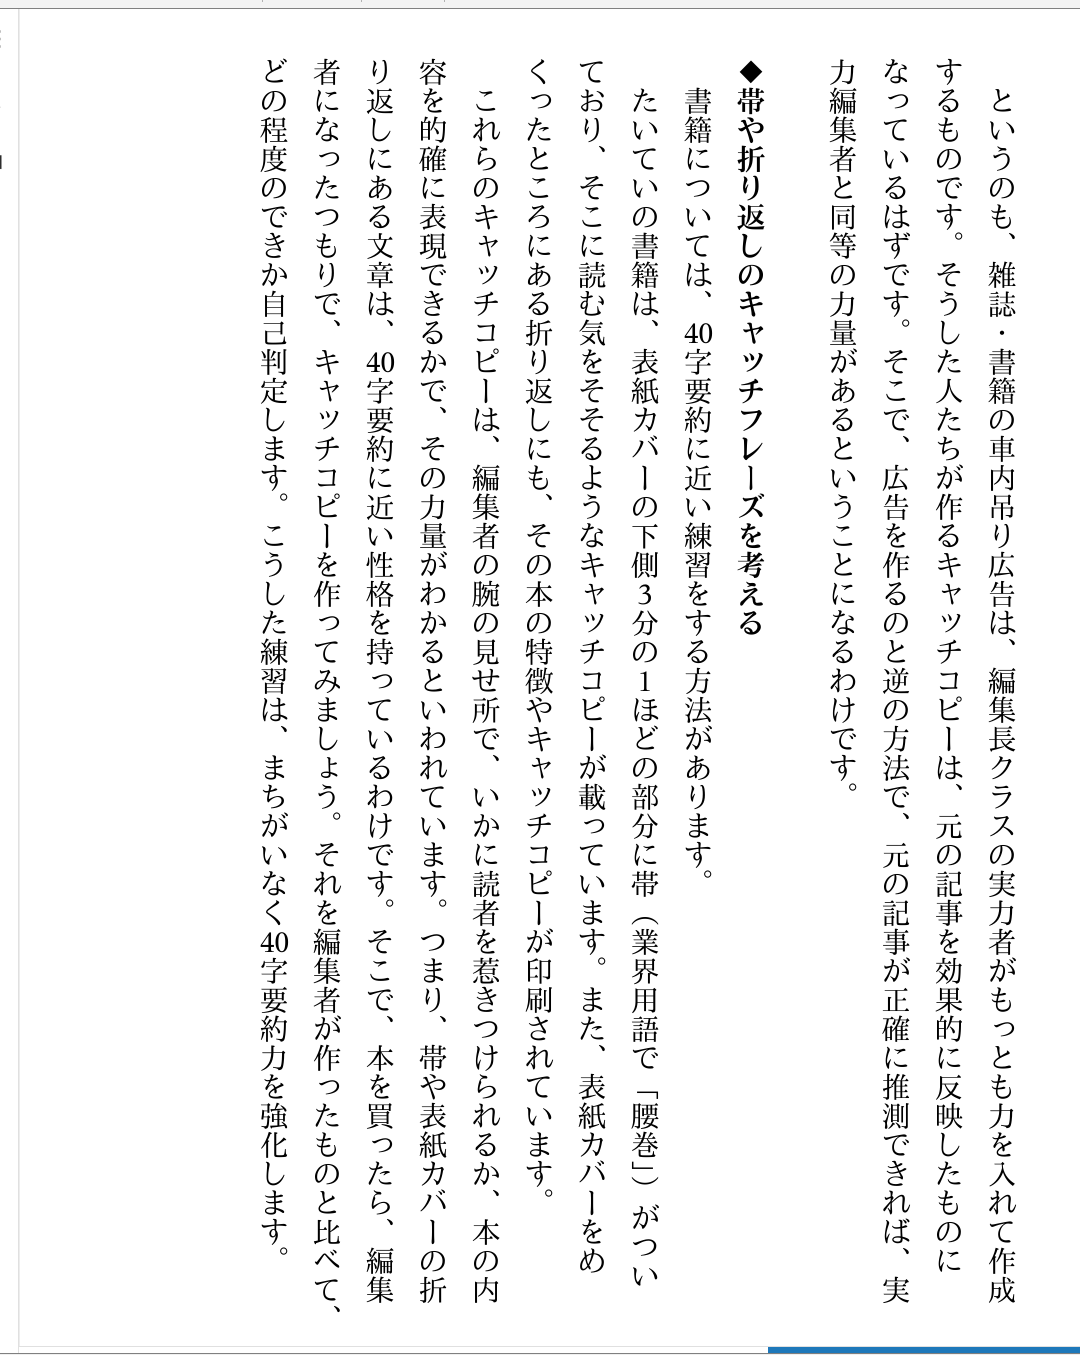 というのも、雑誌・書籍の車内吊り広告は、編集長クラスの実力者がもっとも力を入れて作成
するものです。そうした人たちが作るキャッチコピーは、元の記事を効果的に反映したものに
なっているはずです。そこで、広告を作るのと逆の方法で、元の記事が正確に推測できれば、実
力編集者と同等の力量があるということになるわけです。
◆帯や折り返しのキャッチフレーズを考える
　書籍については、40字要約に近い練習をする方法があります。
　たいていの書籍は、表紙カバーの下側3分の1ほどの部分に帯（業界用語で「腰巻」）がつい
ており、そこに読む気をそそるようなキャッチコピーが載っています。また、表紙カバーをめ
くったところにある折り返しにも、その本の特徴やキャッチコピーが印刷されています。
　これらのキャッチコピーは、編集者の腕の見せ所で、いかに読者を惹きつけられるか、本の内
容を的確に表現できるかで、その力量がわかるといわれています。つまり、帯や表紙カバーの折
り返しにある文章は、40字要約に近い性格を持っているわけです。そこで、本を買ったら、編集
者になったつもりで、キャッチコピーを作ってみましょう。それを編集者が作ったものと比べて、
どの程度のできか自己判定します。こうした練習は、まちがいなく40字要約力を強化します。